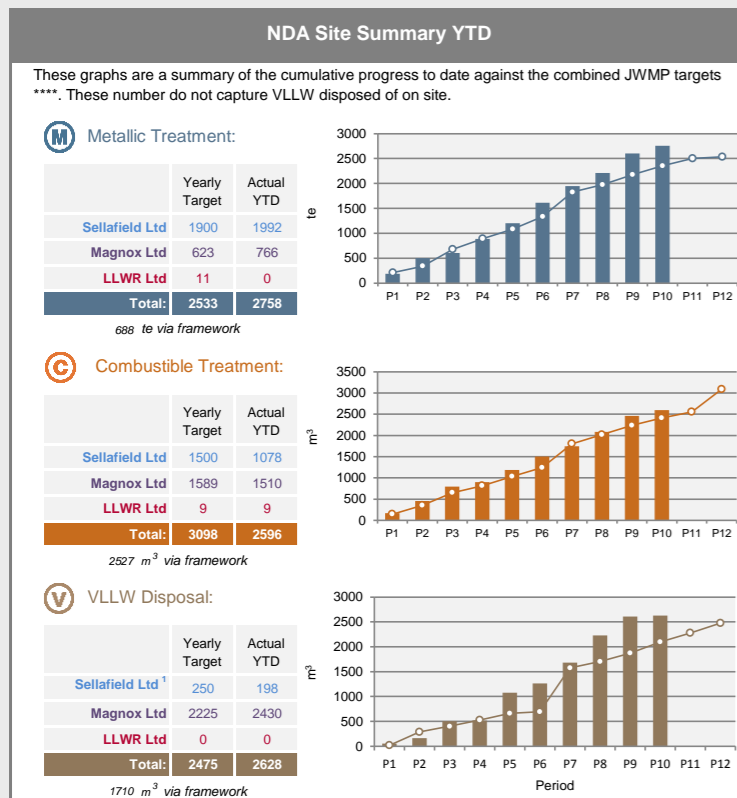 NDA Site Summary YTD
These graphs are a summary of the cumulative progress to date against the combined JWMP targets
****. These number do not capture VLLW disposed of on site.
M Metallic Treatment:
Yearly Target Actual YTD
Sellafield Ltd 1900 1992
Magnox Ltd 623 766
LLWR Ltd 11 0
Total: 2533 2758
688 te via framework
te
3000
2500
2000
1500
1000
500
0
P1 P2 P3 P4 P5 P6 P7 P8 P9 P10 P11 P12
C Combustible Treatment:
Yearly Target Actual YTD
Sellafield Ltd 1500 1078
Magnox Ltd 1589 1510
LLWR Ltd 9 9
Total: 3098 2596
2527 m³ via framework
m³
3500
3000
2500
2000
1500
1000
500
0
P1 P2 P3 P4 P5 P6 P7 P8 P9 P10 P11 P12
V VLLW Disposal:
Yearly Target Actual YTD
Sellafield Ltd ¹ 250 198
Magnox Ltd 2225 2430
LLWR Ltd 0 0
Total: 2475 2628
1710 m³ via framework
m³
3000
2500
2000
1500
1000
500
0
P1 P2 P3 P4 P5 P6 P7 P8 P9 P10 P11 P12
Period